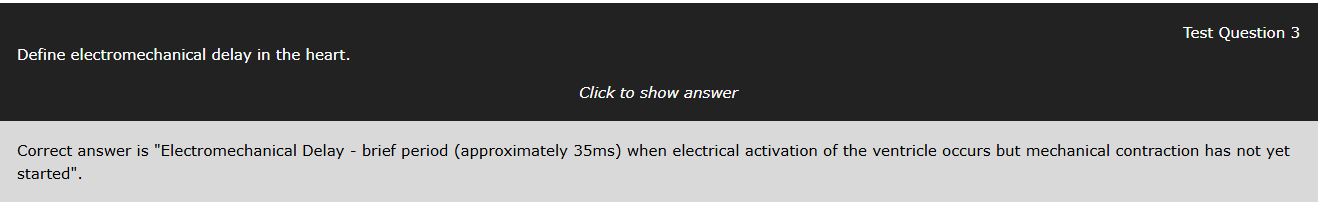 Test Question 3
Define electromechanical delay in the heart.
Click to show answer
Correct answer is "Electromechanical Delay - brief period (approximately 35ms) when electrical activation of the ventricle occurs but mechanical contraction has not yet
started".